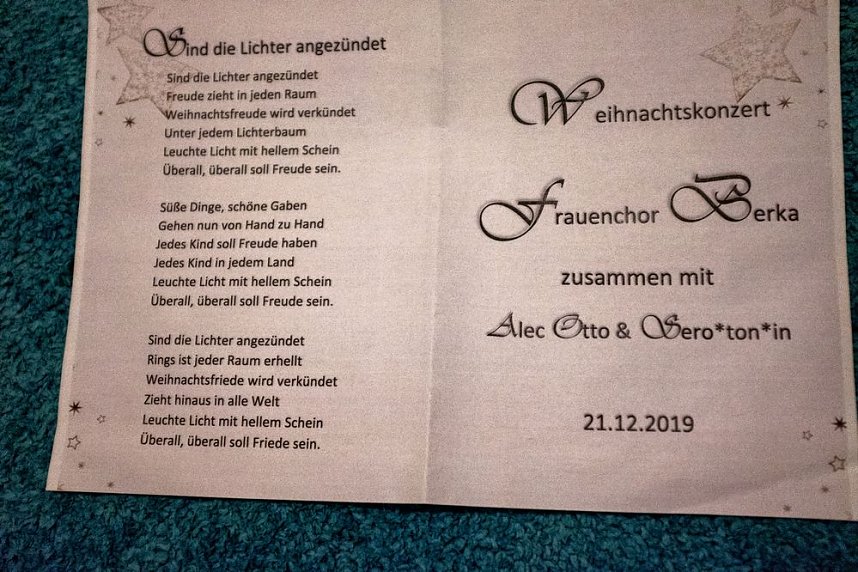 Sind die Lichter angezündet
Sind die Lichter angezündet
Freude zieht in jeden Raum
Weihnachtsfreude wird verkündet
Unter jedem Lichterbaum
Leuchte Licht mit hellem Schein
Überall, überall soll Freude sein.
Süße Dinge, schöne Gaben
Gehen nun von Hand zu Hand
Jedes Kind soll Freude haben
Jedes Kind in jedem Land
Leuchte Licht mit hellem Schein
Überall, überall soll Freude sein.
Sind die Lichter angezündet
Rings ist jeder Raum erhellt
Weihnachtsfriede wird verkündet
Zieht hinaus in alle Welt
Leuchte Licht mit hellem Schein
Überall, überall soll Friede sein.
Weihnachtskonzert
Frauenchor Berka
zusammen mit
Alec Otto & Sero*ton*in
21.12.2019